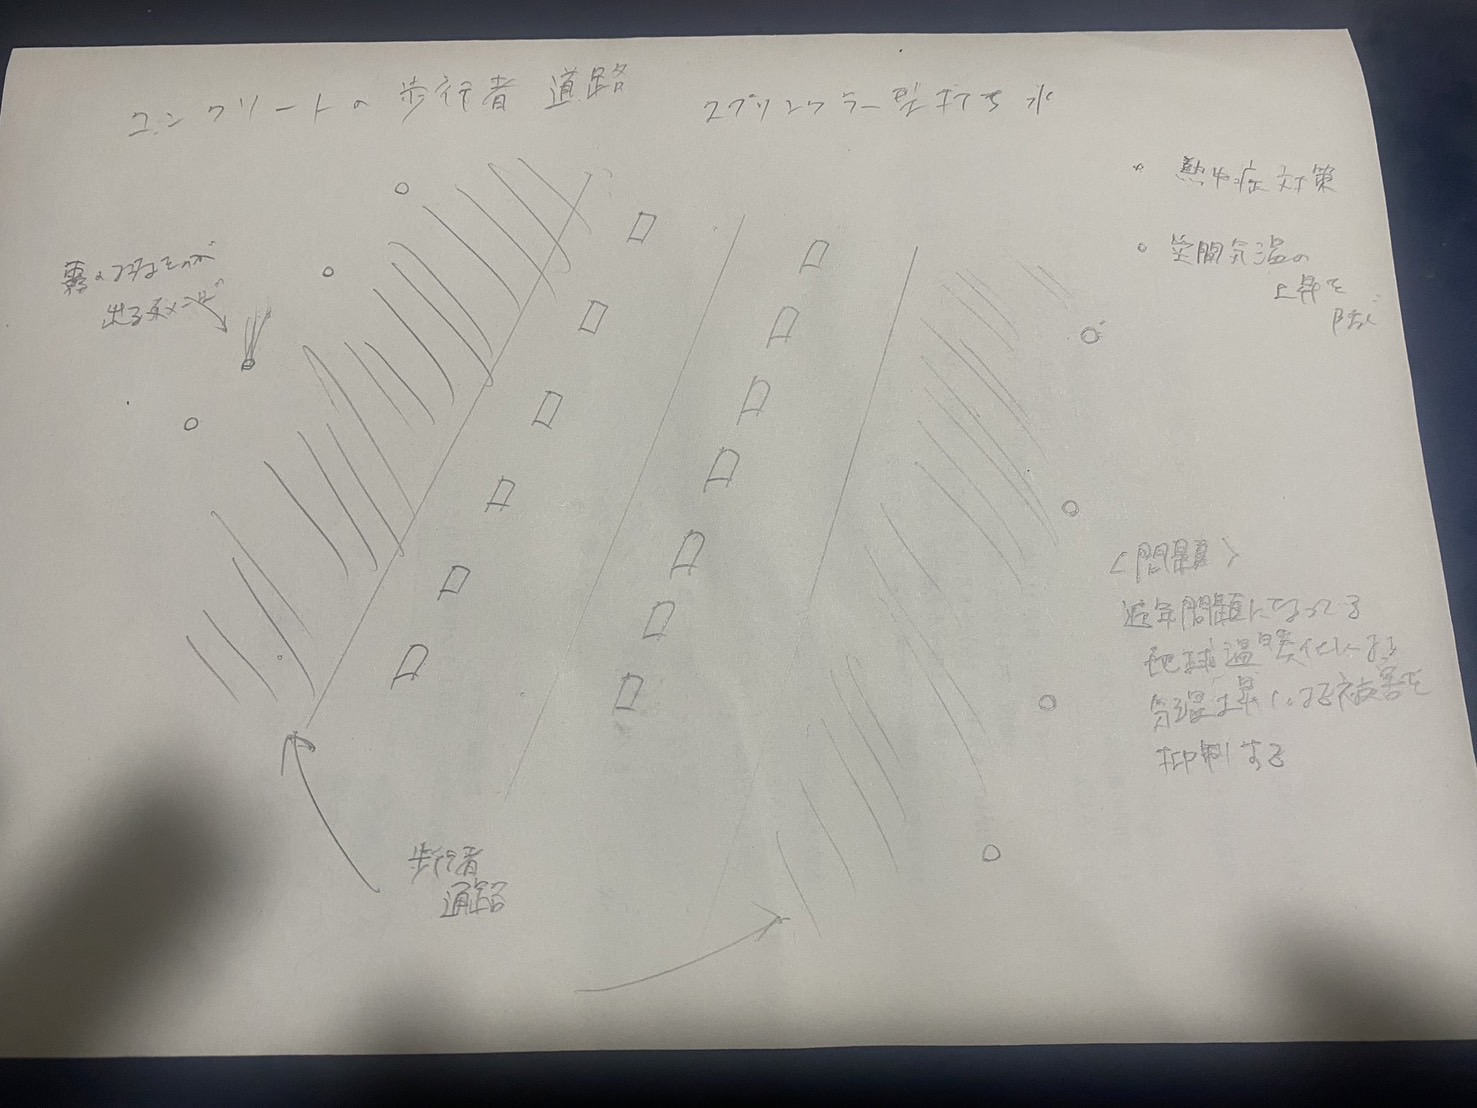 コンクリートの歩行者道路
スプリンクラー型打ち水
。熱中症対策
。空間気温の
上昇を
防ぐ
霧のようなものが
出るイメージ
<問題>
近年問題になってる
地球温暖化による
気温上昇による被害を
抑制する
歩行者
通路